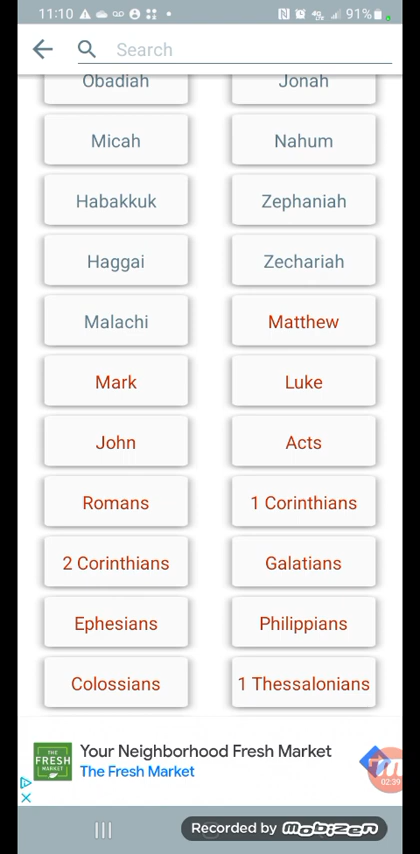 11:10 91%
Search
Obadiah Jonah
Micah Nahum
Habakkuk Zephaniah
Haggai Zechariah
Malachi Matthew
Mark Luke
John Acts
Romans 1 Corinthians
2 Corinthians Galatians
Ephesians Philippians
Colossians 1 Thessalonians
THE FRESH MARKET
Your Neighborhood Fresh Market
The Fresh Market
02:39
Recorded by mobizen